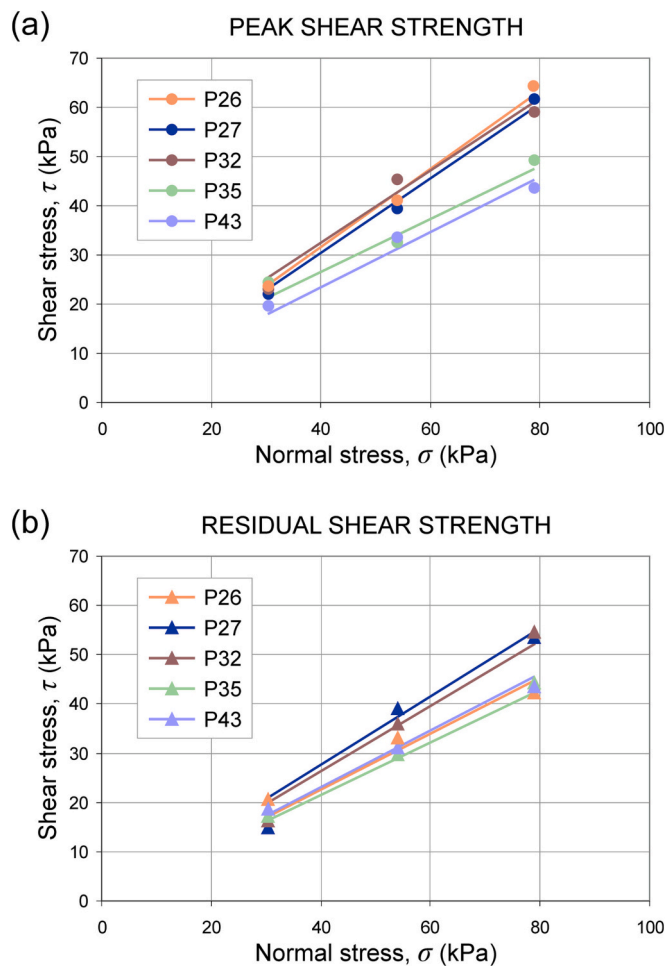 (a)
PEAK SHEAR STRENGTH
70
60
50
40
30
20
10
0
P26
P27
P32
P35
P43
Shear stress, τ (kPa)
0 20 40 60 80 100
Normal stress, σ (kPa)
(b)
RESIDUAL SHEAR STRENGTH
70
60
50
40
30
20
10
0
P26
P27
P32
P35
P43
Shear stress, τ (kPa)
0 20 40 60 80 100
Normal stress, σ (kPa)